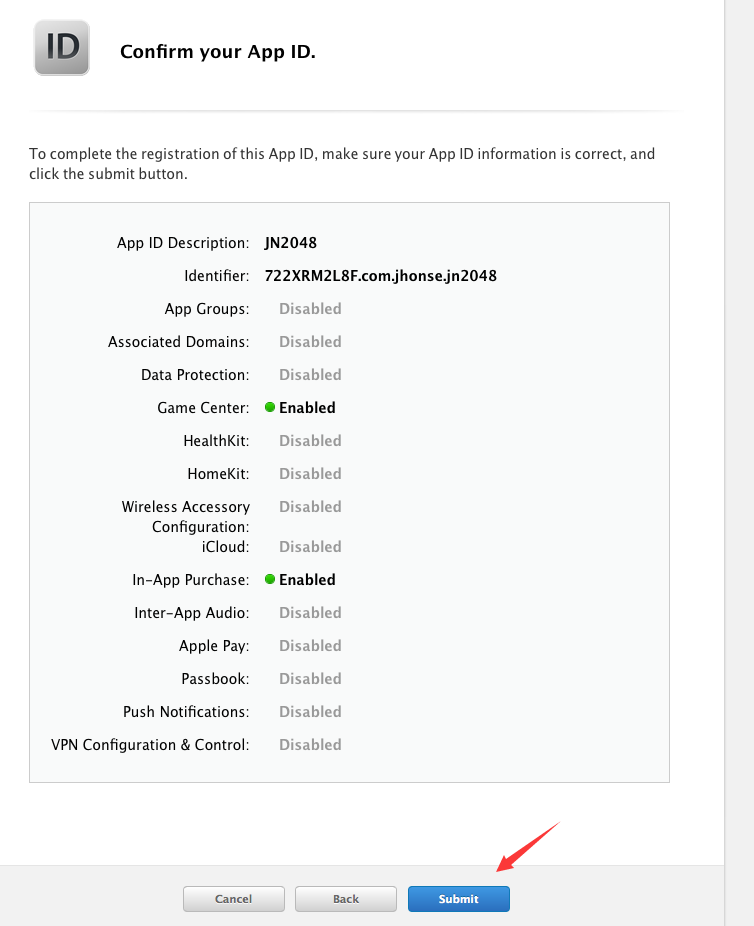 ID
Confirm your App ID.
To complete the registration of this App ID, make sure your App ID information is correct, and
click the submit button.
App ID Description: JN2048
Identifier: 722XRM2L8F.com.jhonse.jn2048
App Groups: Disabled
Associated Domains: Disabled
Data Protection: Disabled
Game Center: Enabled
HealthKit: Disabled
HomeKit: Disabled
Wireless Accessory Disabled
Configuration:
iCloud: Disabled
In-App Purchase: Enabled
Inter-App Audio: Disabled
Apple Pay: Disabled
Passbook: Disabled
Push Notifications: Disabled
VPN Configuration & Control: Disabled
Cancel Back Submit